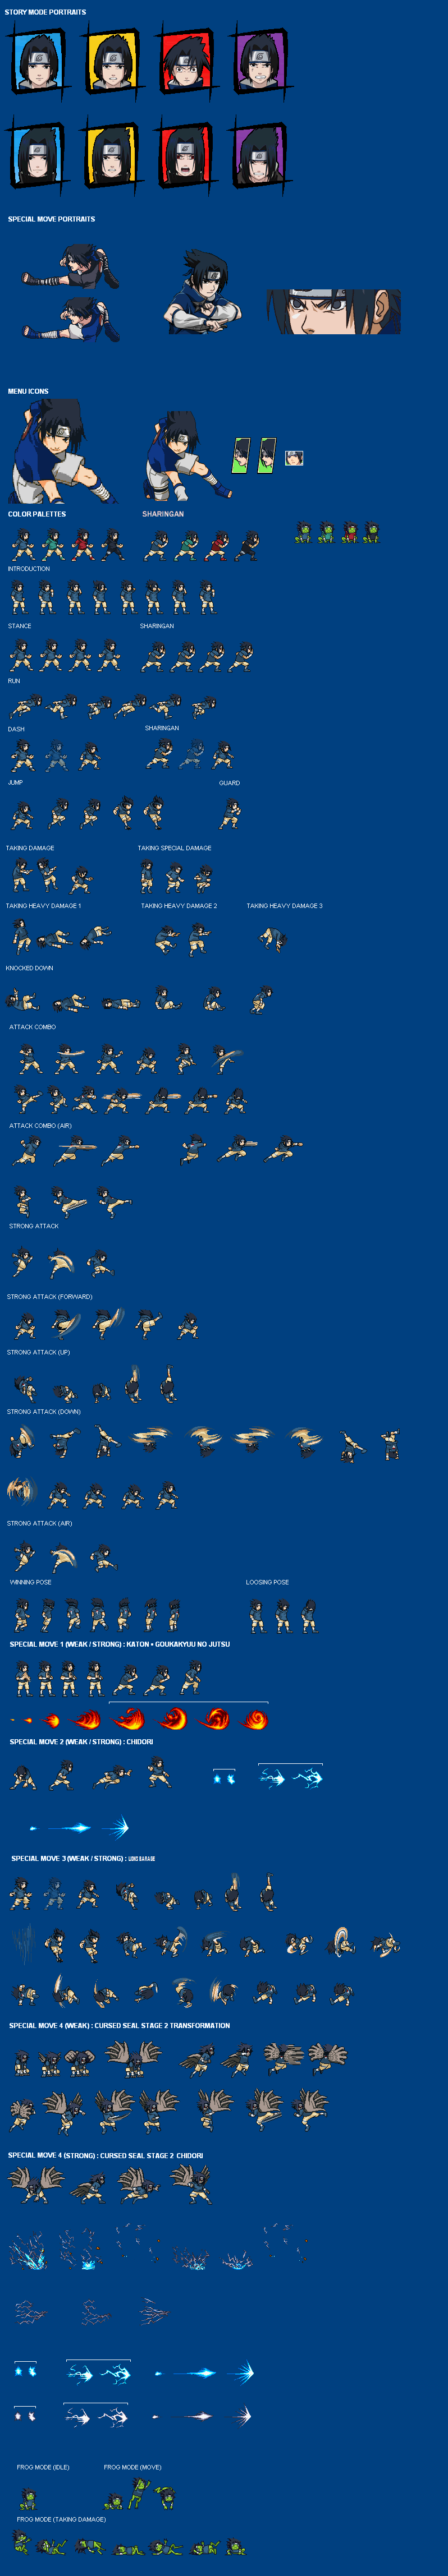 STORY MODE PORTRAITS
SPECIAL MOVE PORTRAITS
MENU ICONS
COLOR PALETTES
SHARINGAN
INTRODUCTION
STANCE
SHARINGAN
RUN
DASH
SHARINGAN
JUMP
GUARD
TAKING DAMAGE
TAKING SPECIAL DAMAGE
TAKING HEAVY DAMAGE 1
TAKING HEAVY DAMAGE 2
TAKING HEAVY DAMAGE 3
KNOCKED DOWN
ATTACK COMBO
ATTACK COMBO (AIR)
STRONG ATTACK
STRONG ATTACK (FORWARD)
STRONG ATTACK (UP)
STRONG ATTACK (DOWN)
STRONG ATTACK (AIR)
WINNING POSE
LOOSING POSE
SPECIAL MOVE 1 (WEAK / STRONG) : KATON • GOUKAKYUU NO JUTSU
SPECIAL MOVE 2 (WEAK / STRONG) : CHIDORI
SPECIAL MOVE 3 (WEAK / STRONG) : LIONS BARRAGE
SPECIAL MOVE 4 (WEAK) : CURSED SEAL STAGE 2 TRANSFORMATION
SPECIAL MOVE 4 (STRONG) : CURSED SEAL STAGE 2 CHIDORI
FROG MODE (IDLE)
FROG MODE (MOVE)
FROG MODE (TAKING DAMAGE)